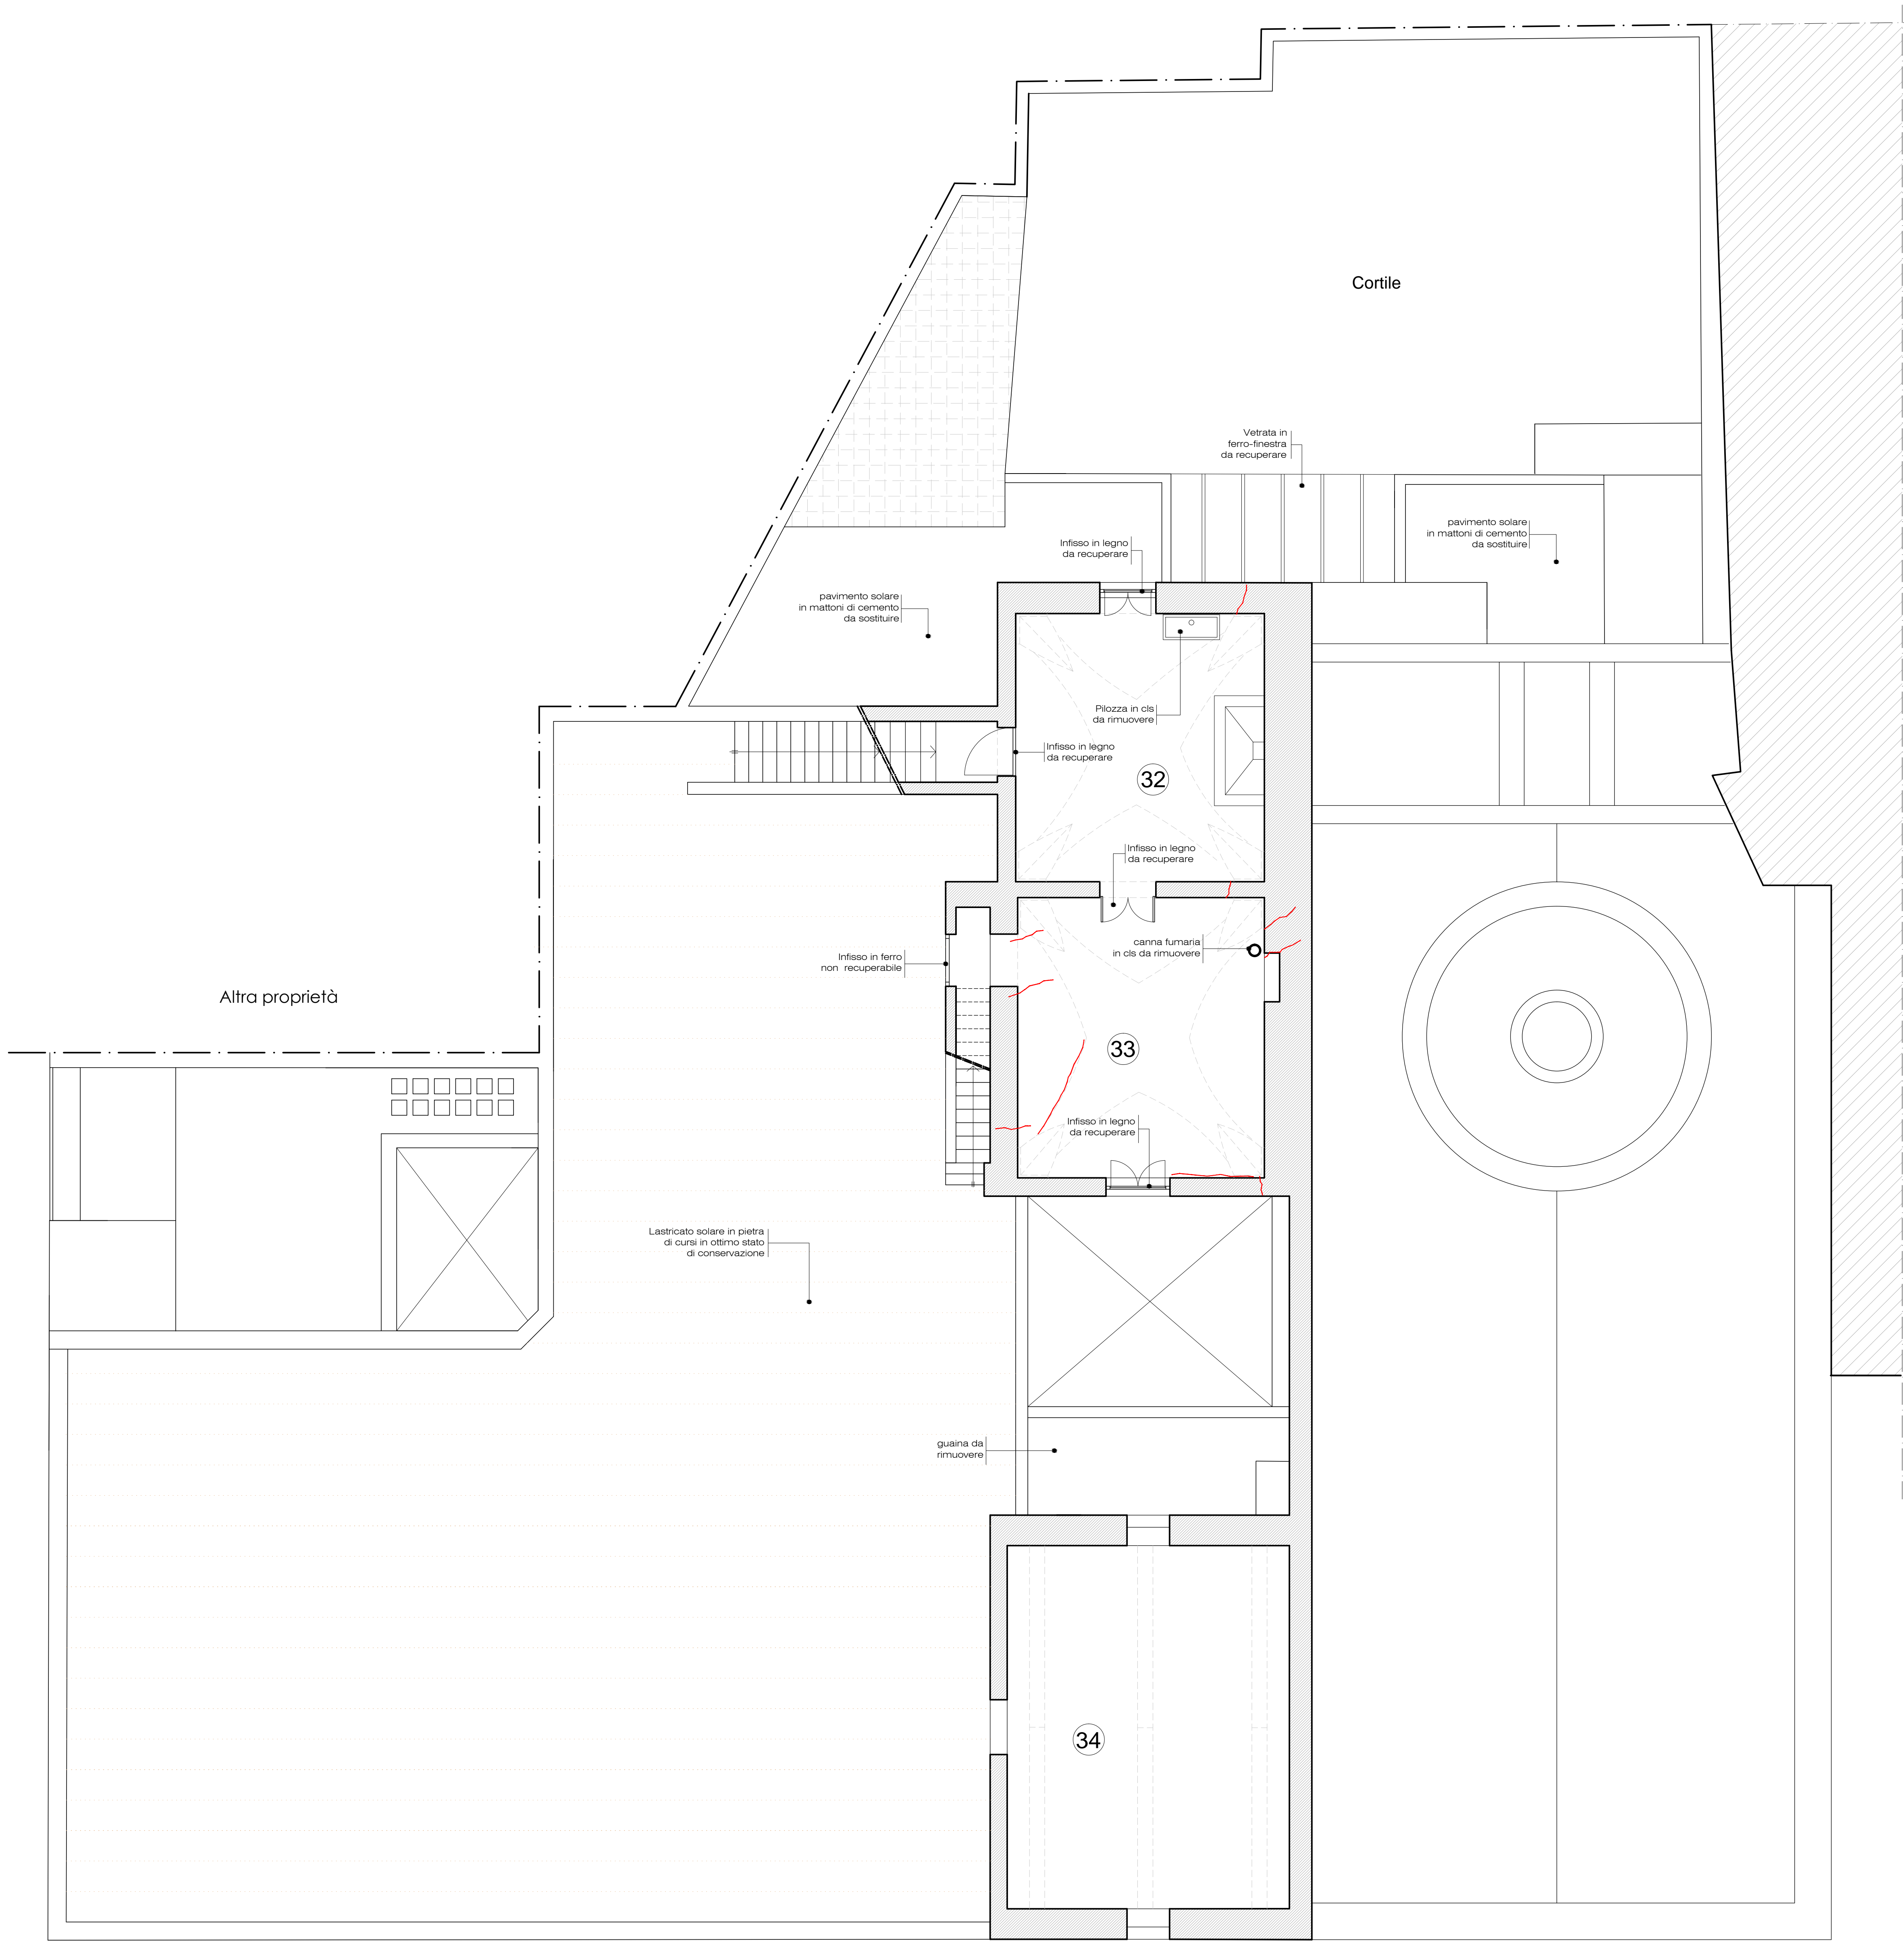 Cortile
Vetrata in
ferro-finestra
da recuperare
pavimento solare
in mattoni di cemento
da sostituire
Infisso in legno
da recuperare
pavimento solare
in mattoni di cemento
da sostituire
Pilozza in cls
da rimuovere
Infisso in legno
da recuperare
32
Infisso in legno
da recuperare
canna fumaria
in cls da rimuovere
Infisso in ferro
non recuperabile
Altra proprietà
33
Infisso in legno
da recuperare
Lastricato solare in pietra
di cursi in ottimo stato
di conservazione
guaina da
rimuovere
34